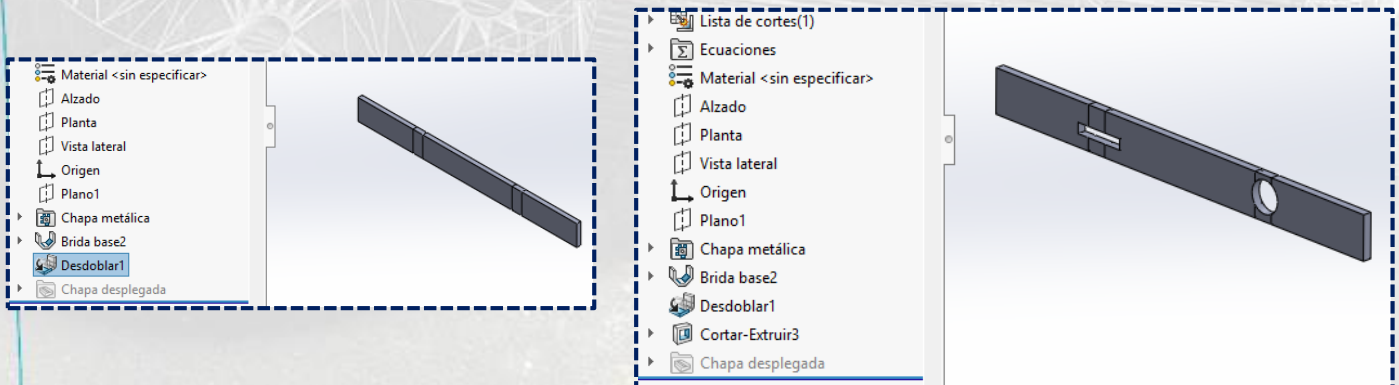 Material <sin especificar>
Alzado
Planta
Vista lateral
Origen
Plano1
Chapa metálica
Brida base2
Desdoblar1
Chapa desplegada
Lista de cortes(1)
Ecuaciones
Material <sin especificar>
Alzado
Planta
Vista lateral
Origen
Plano1
Chapa metálica
Brida base2
Desdoblar1
Cortar-Extruir3
Chapa desplegada